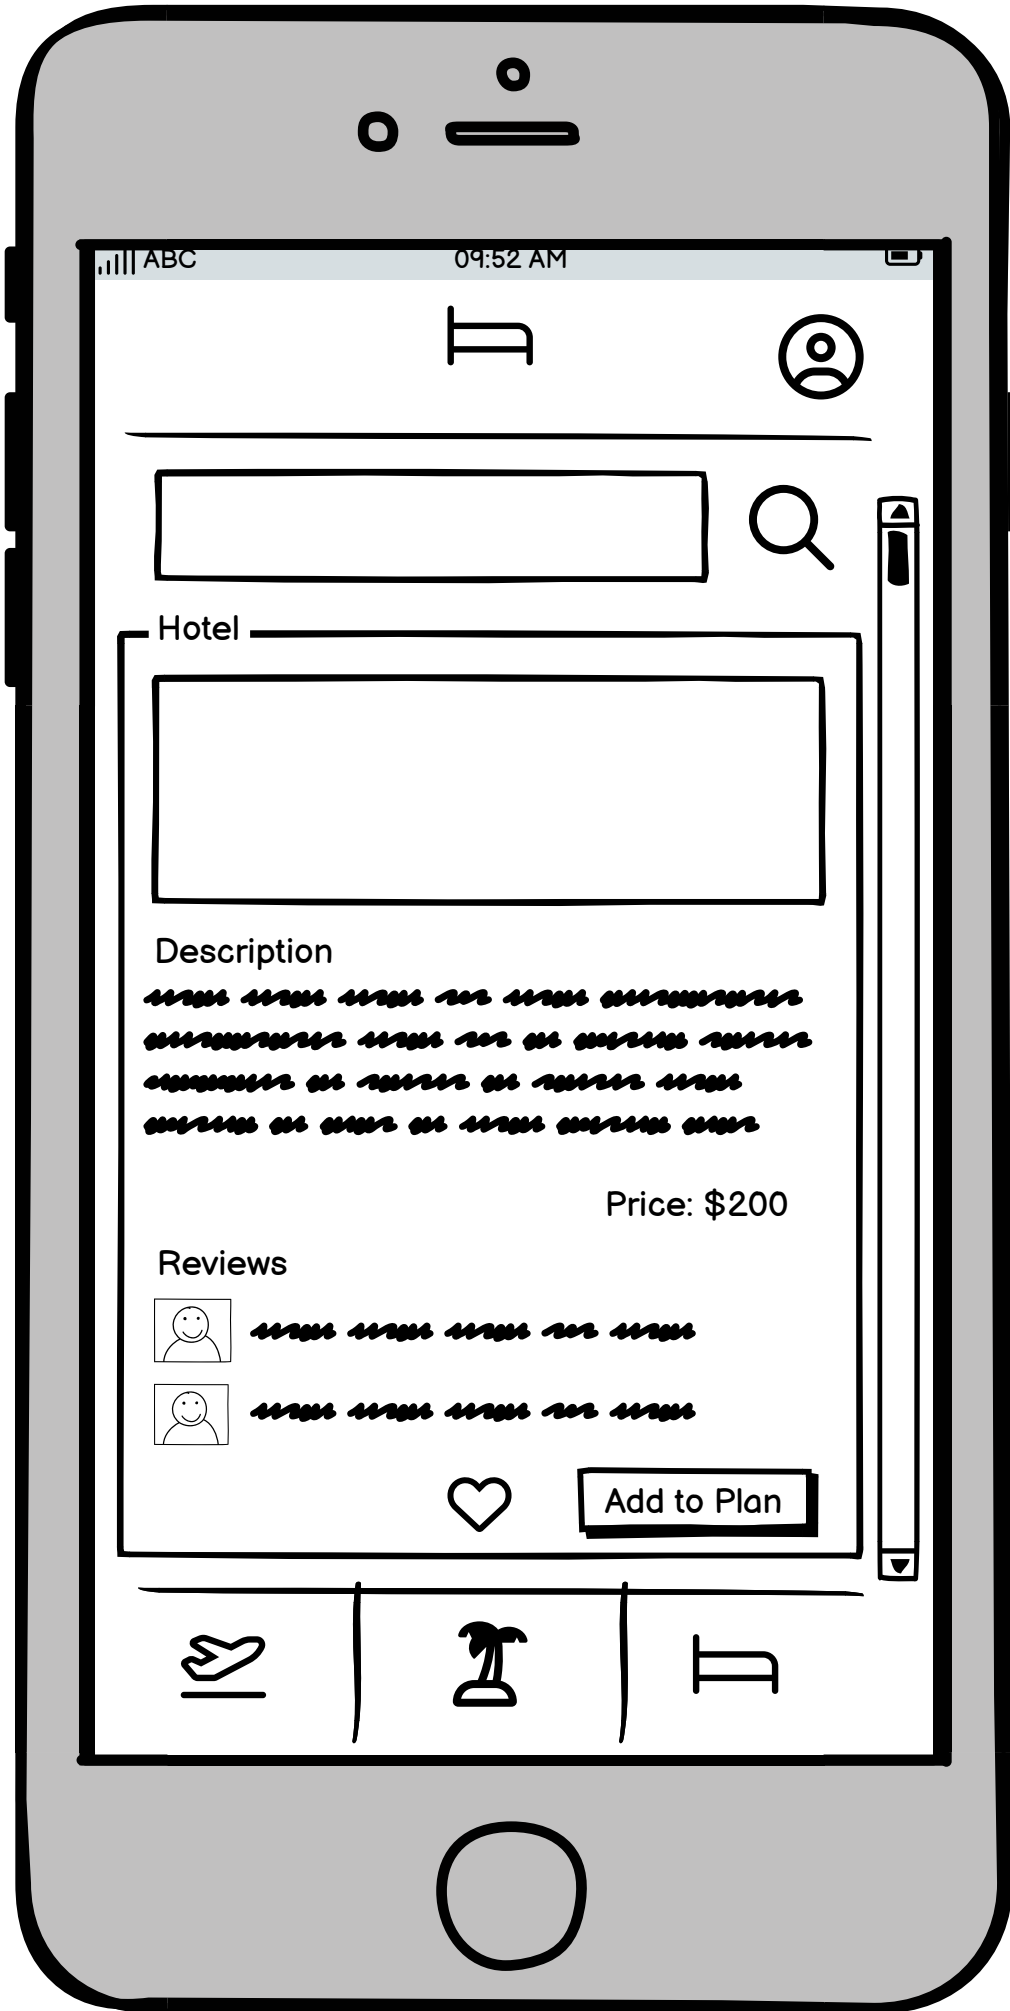 ABC 09:52 AM
Hotel
Description
Price: $200
Reviews
Add to Plan